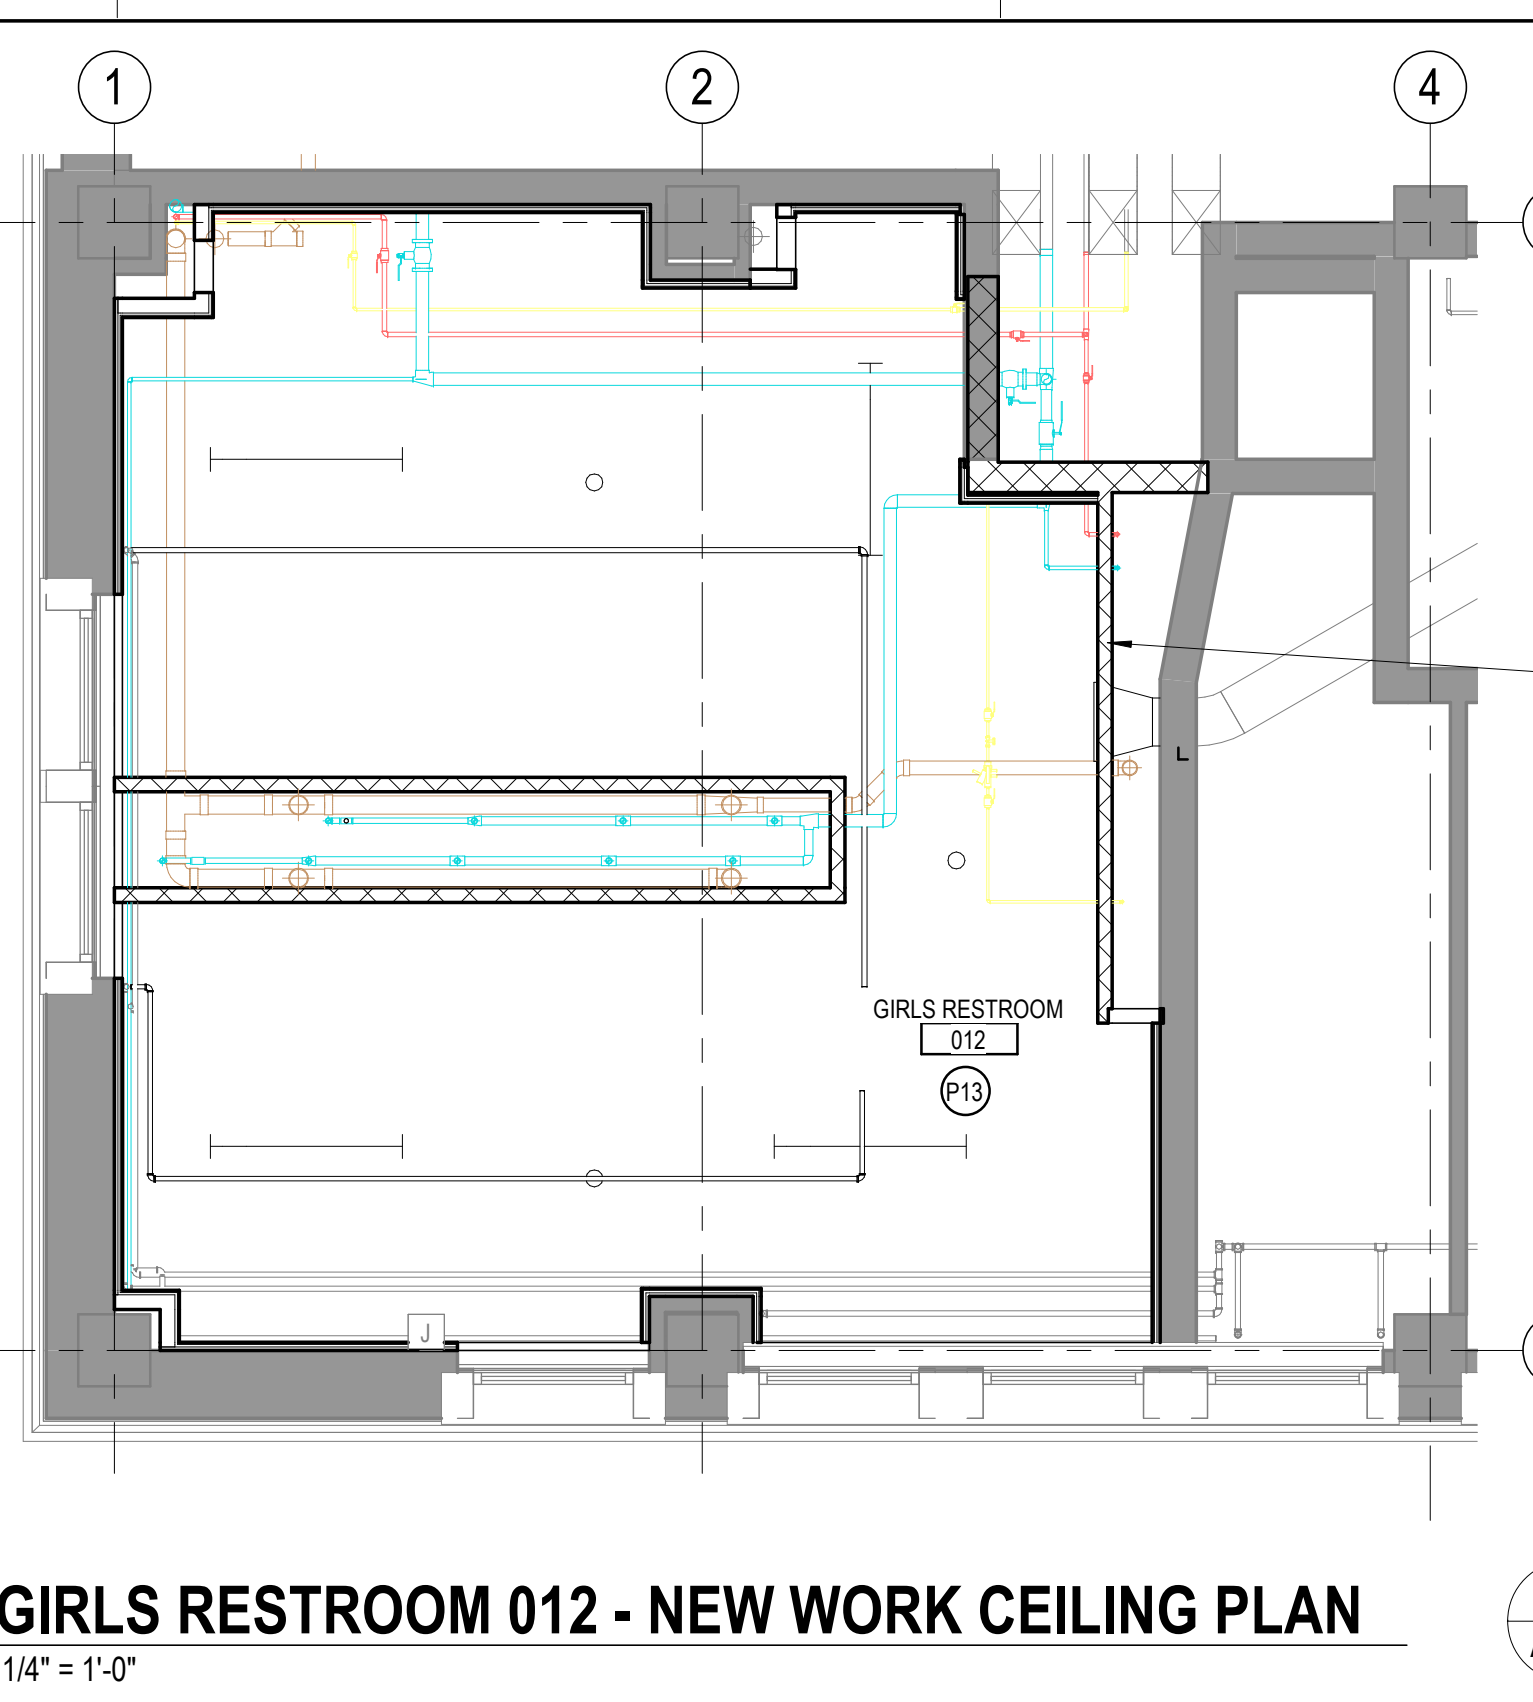 1
2
4
L
GIRLS RESTROOM
012
P13
J
GIRLS RESTROOM 012 - NEW WORK CEILING PLAN
1/4" = 1'-0"